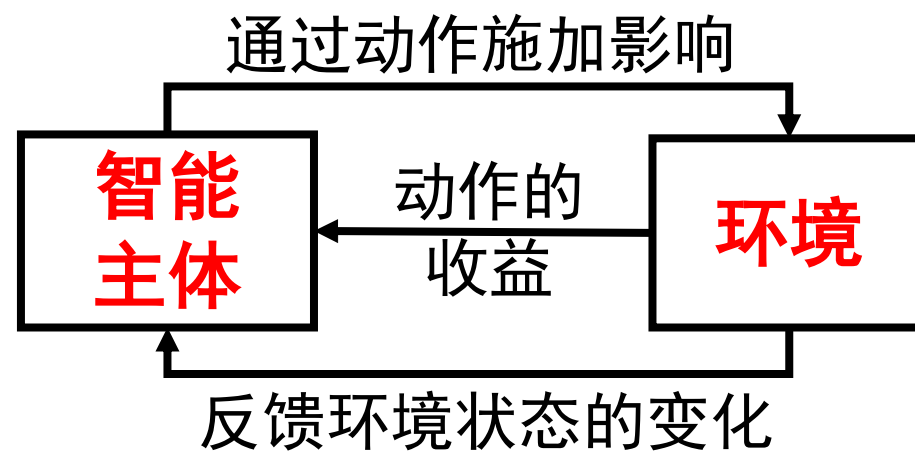 通过动作施加影响
智能
主体
动作的
收益
环境
反馈环境状态的变化